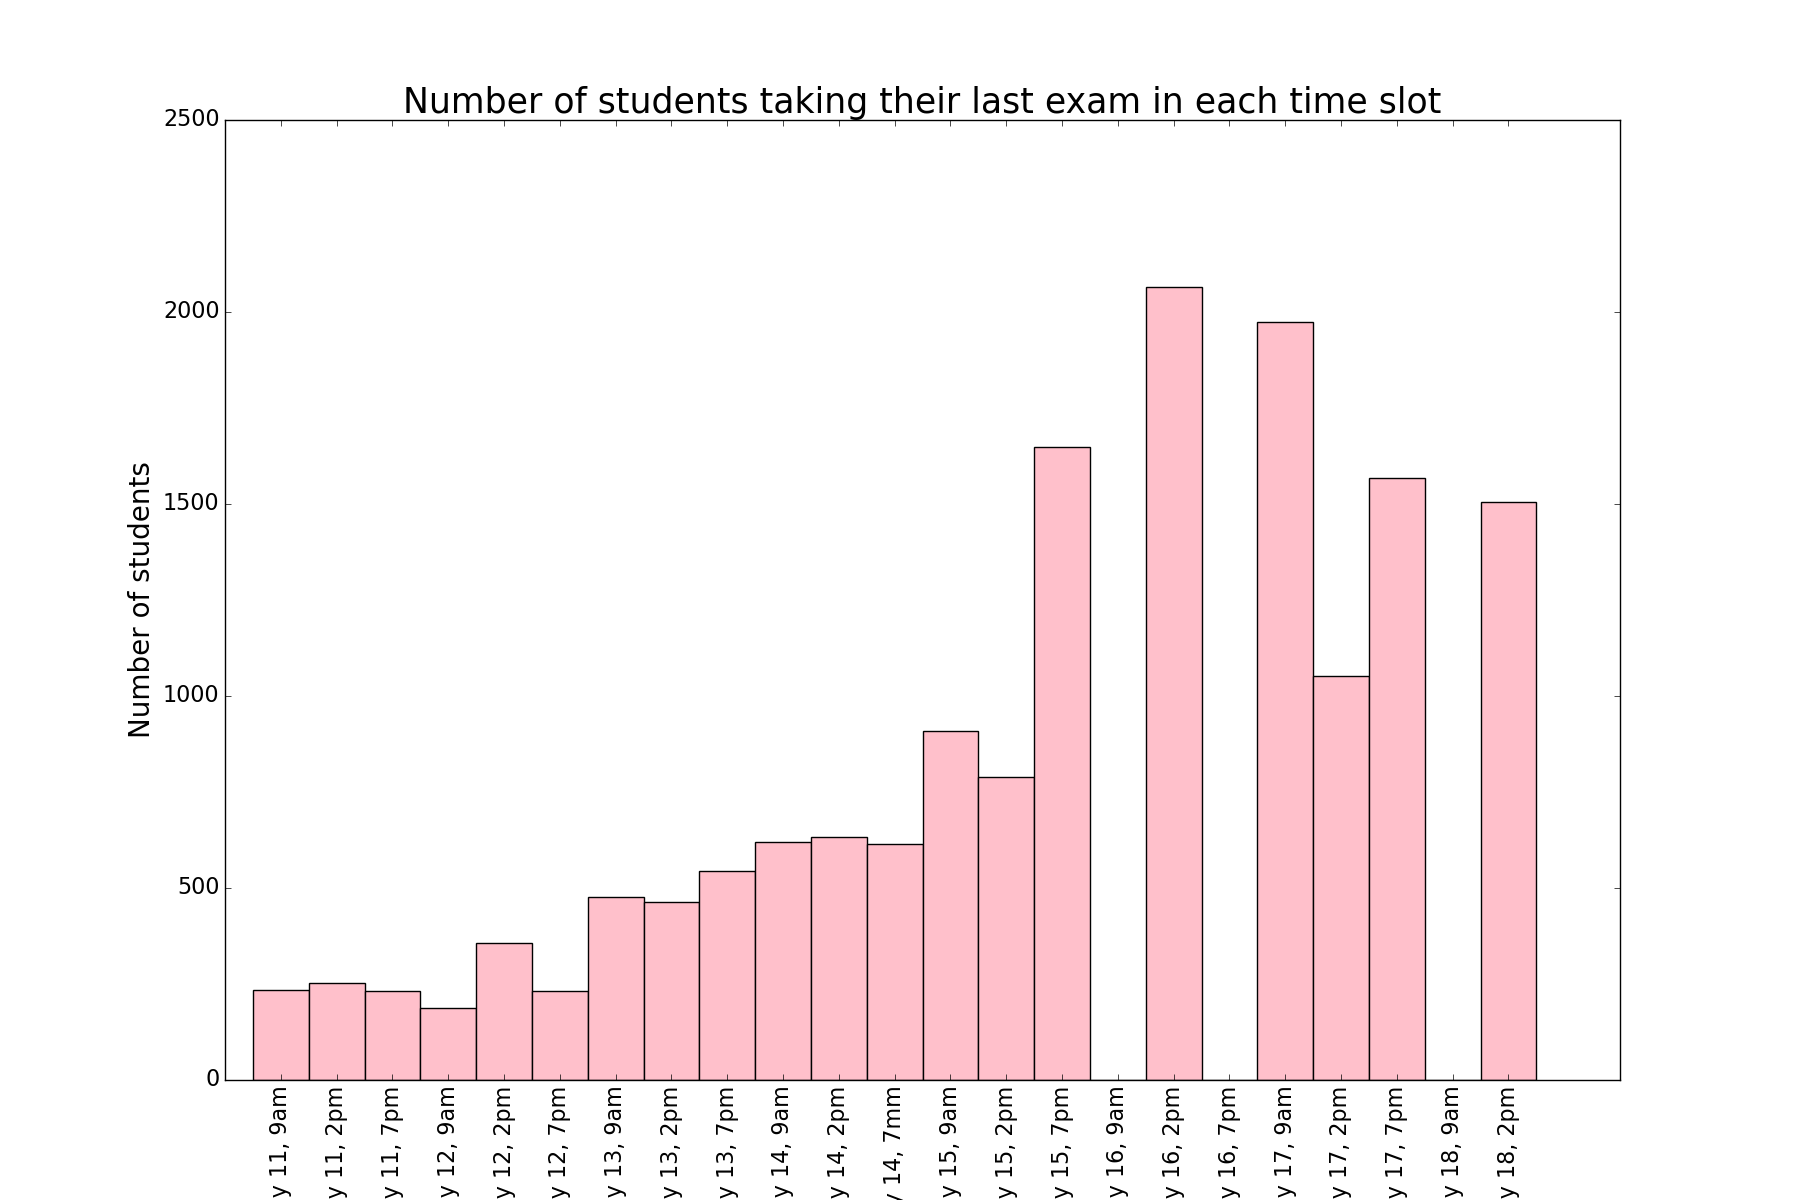 Number of students taking their last exam in each time slot
2500
2000
1500
1000
500
0
Number of students
y 11, 9am
y 11, 2pm
y 11, 7pm
y 12, 9am
y 12, 2pm
y 12, 7pm
y 13, 9am
y 13, 2pm
y 13, 7pm
y 14, 9am
y 14, 2pm
y 14, 7mm
y 15, 9am
y 15, 2pm
y 15, 7pm
y 16, 9am
y 16, 2pm
y 16, 7pm
y 17, 9am
y 17, 2pm
y 17, 7pm
y 18, 9am
y 18, 2pm